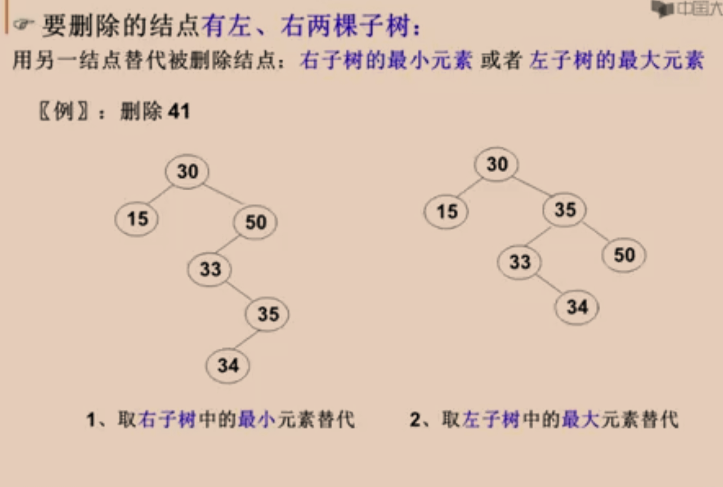 ☞ 要删除的结点有左、右两棵子树：
用另一结点替代被删除结点：右子树的最小元素 或者 左子树的最大元素
〖例〗：删除 41
30
15 50
33
35
34
30
15 35
33 50
34
1、取右子树中的最小元素替代
2、取左子树中的最大元素替代
中国大